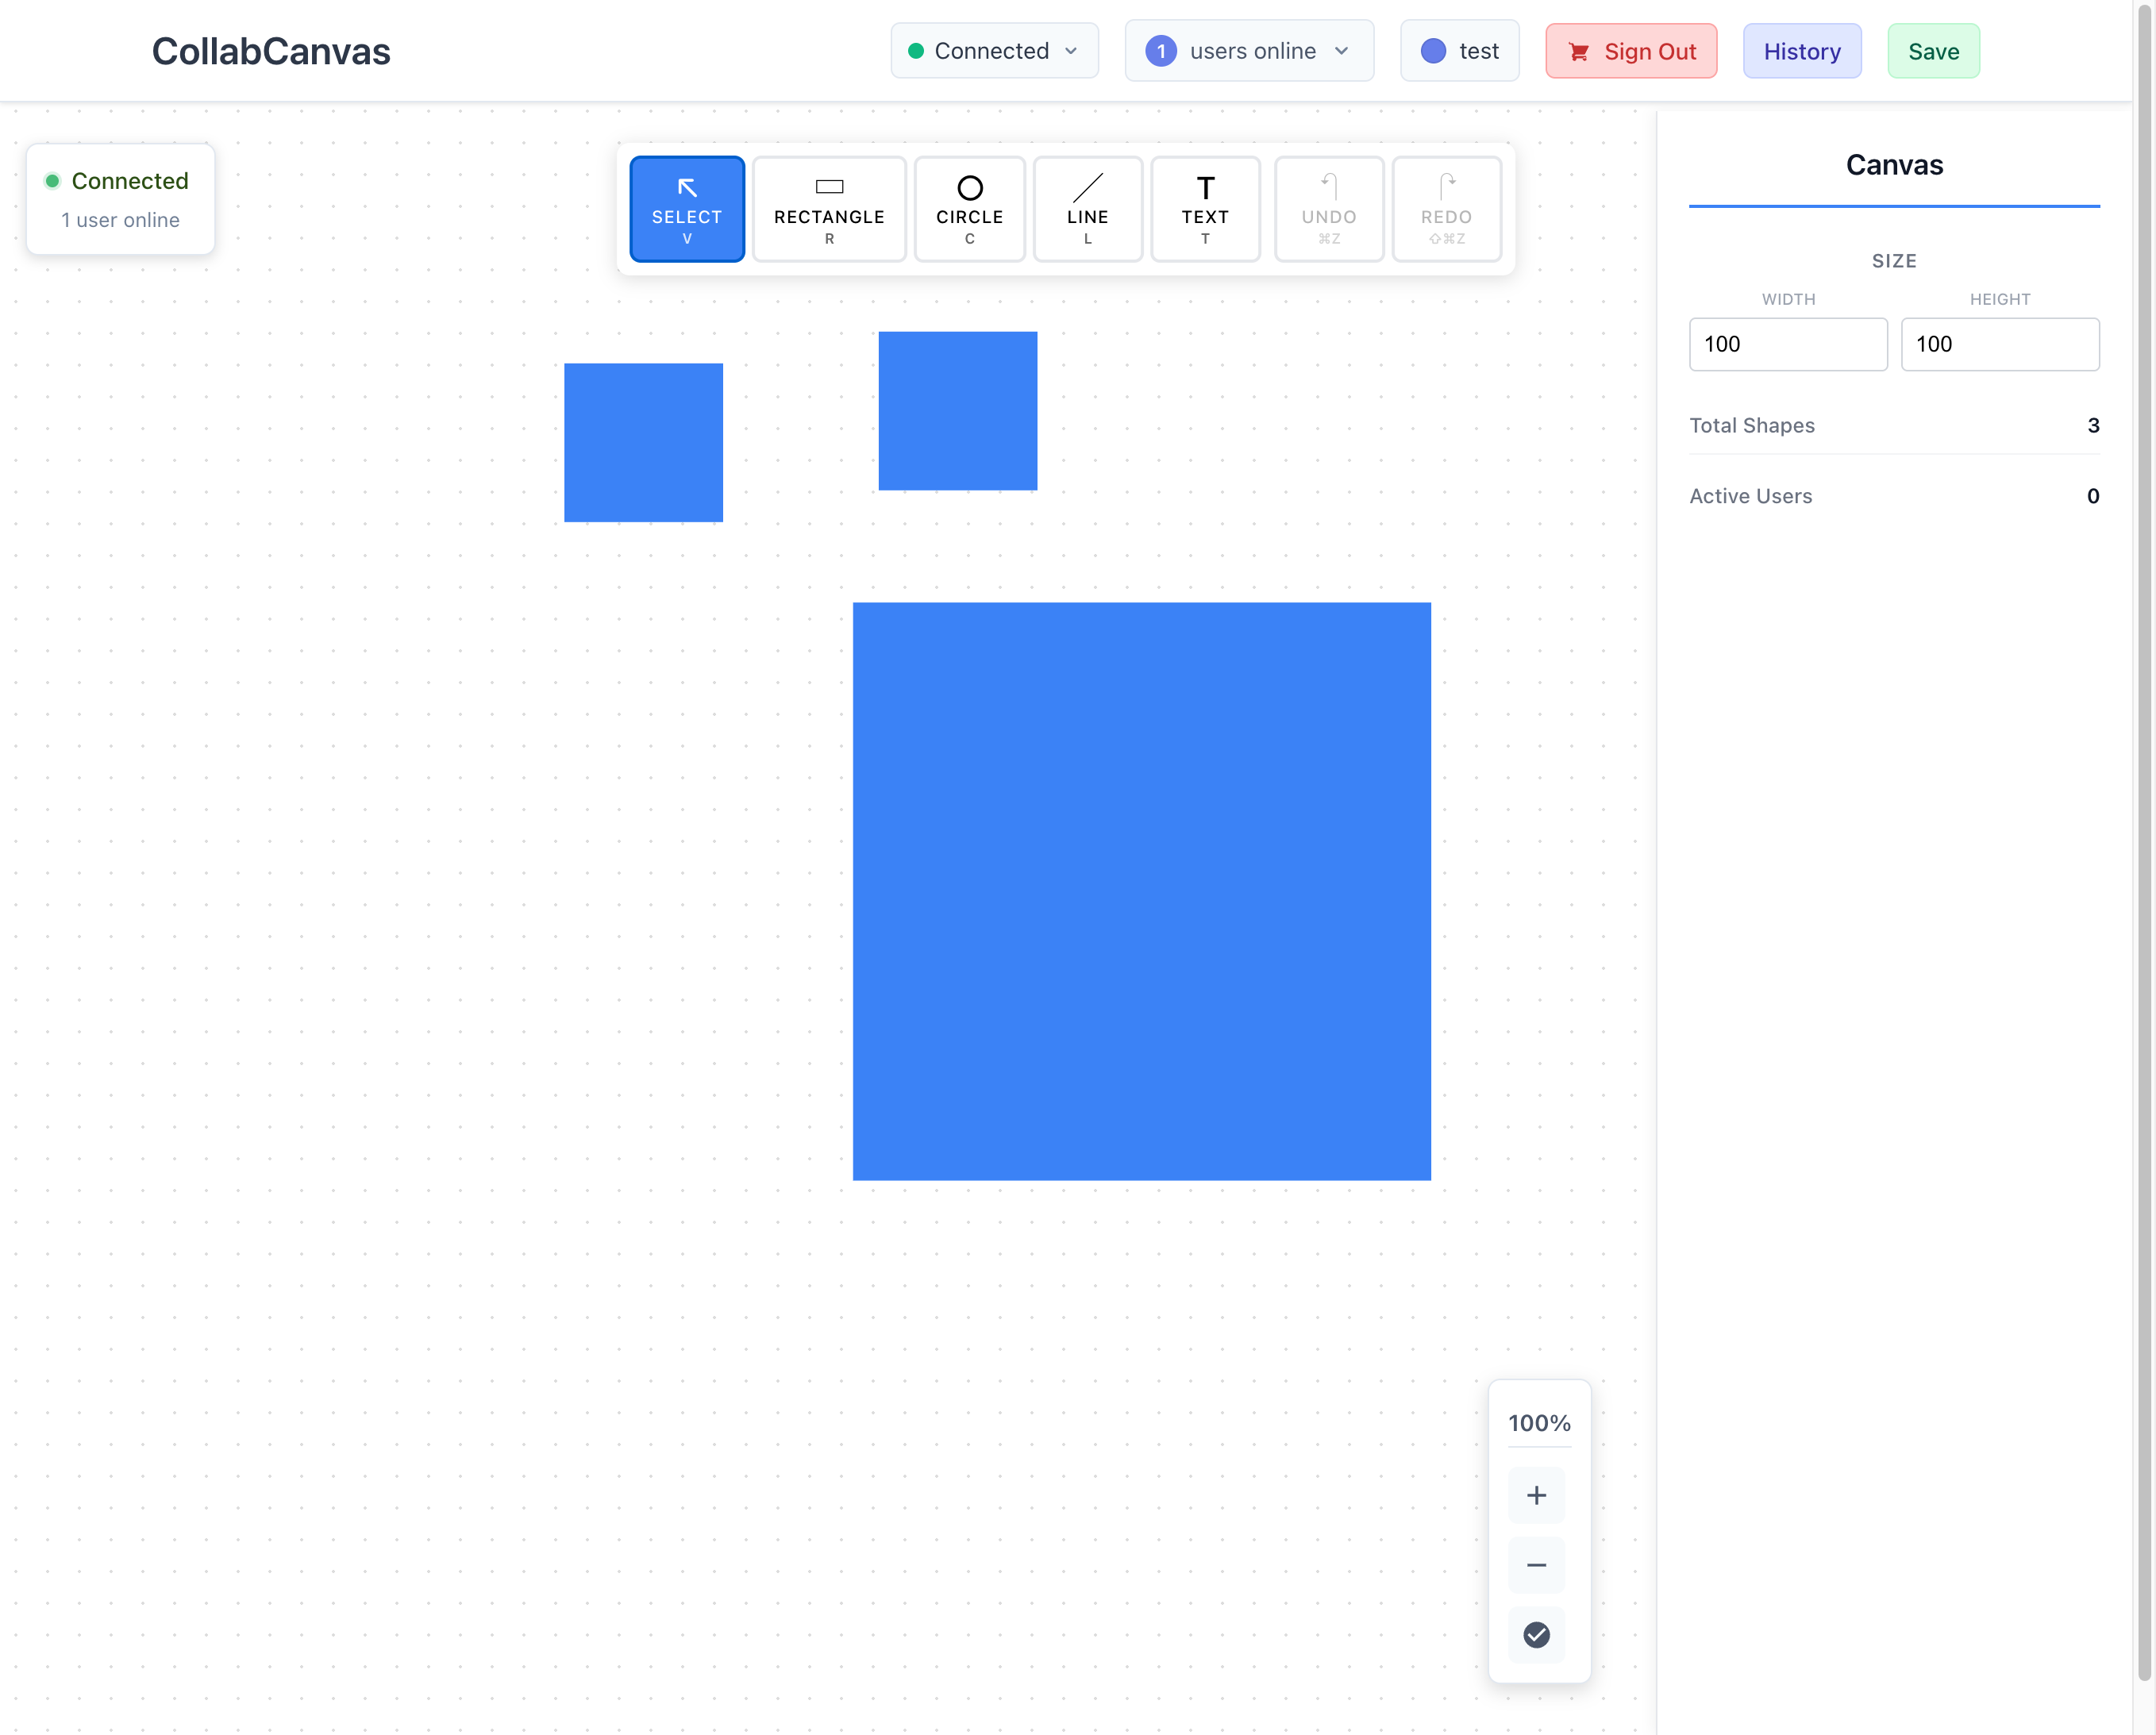 CollabCanvas
Connected
1 users online
test
Sign Out
History
Save
Connected
1 user online
SELECT
V
RECTANGLE
R
CIRCLE
C
LINE
L
T
TEXT
T
UNDO
⌘Z
REDO
⇧⌘Z
Canvas
SIZE
WIDTH HEIGHT
100 100
Total Shapes 3
Active Users 0
100%
+
−